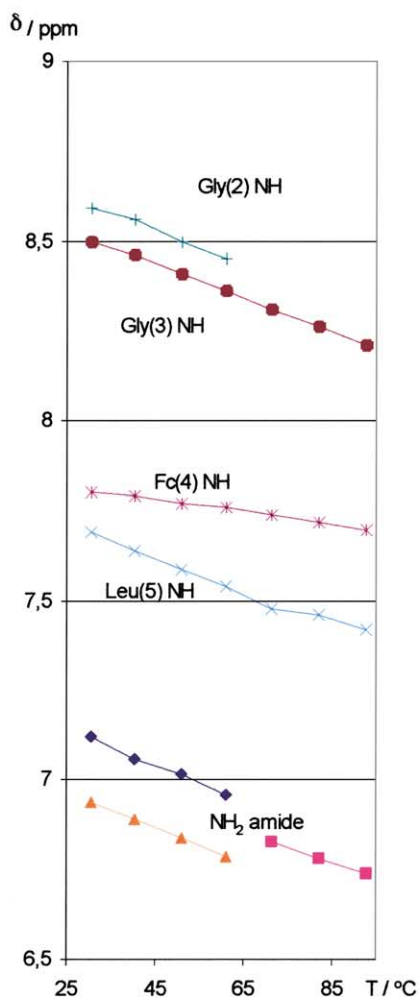 δ / ppm
9
Gly(2) NH
8,5
Gly(3) NH
8
Fc(4) NH
Leu(5) NH
7,5
7
NH₂ amide
6,5
25 45 65 85 T / ºC